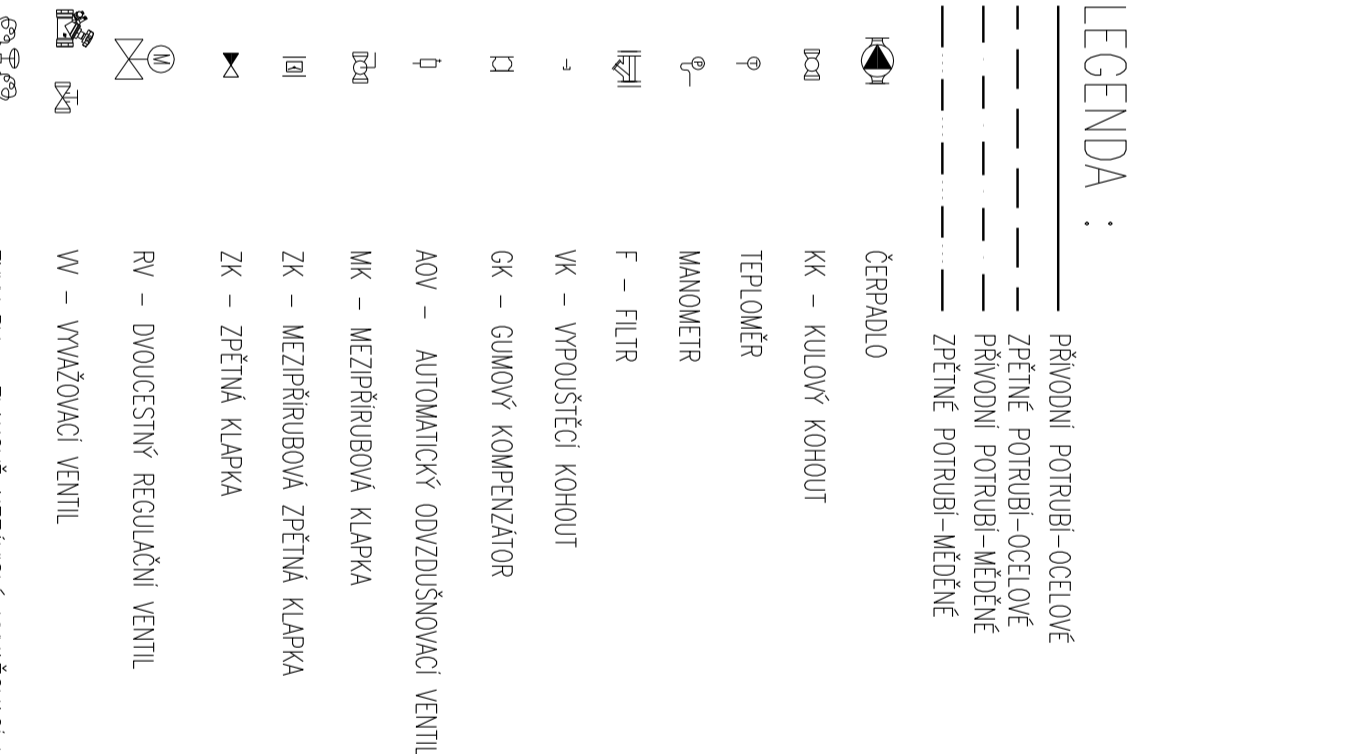 LEGENDA :
PŘÍVODNÍ POTRUBÍ-OCELOVÉ
ZPĚTNÉ POTRUBÍ-OCELOVÉ
PŘÍVODNÍ POTRUBÍ-MĚDĚNÉ
ZPĚTNÉ POTRUBÍ-MĚDĚNÉ
ČERPADLO
KK - KULOVÝ KOHOUT
T TEPLOMĚR
P MANOMETR
F - FILTR
VK - VYPOUŠTĚCÍ KOHOUT
GK - GUMOVÝ KOMPENZÁTOR
AOV - AUTOMATICKÝ ODVZDUŠNOVACÍ VENTIL
MK - MEZIPŘÍRUBOVÁ KLAPKA
ZK - MEZIPŘÍRUBOVÁ ZPĚTNÁ KLAPKA
ZK - ZPĚTNÁ KLAPKA
M RV - DVOUCESTNÝ REGULAČNÍ VENTIL
VV - VYVAŽOVACÍ VENTIL